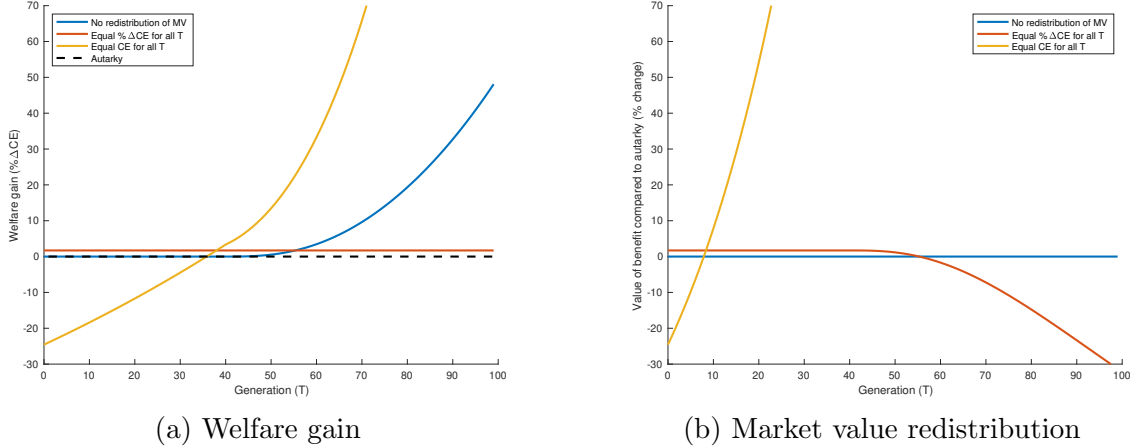 70
60
50
40
30
20
10
0
-10
-20
-30
Welfare gain (%ΔCE)
No redistribution of MV
Equal % ΔCE for all T
Equal CE for all T
Autarky
0 10 20 30 40 50 60 70 80 90 100
Generation (T)
(a) Welfare gain
70
60
50
40
30
20
10
0
-10
-20
-30
Value of benefit compared to autarky (% change)
No redistribution of MV
Equal % ΔCE for all T
Equal CE for all T
0 10 20 30 40 50 60 70 80 90 100
Generation (T)
(b) Market value redistribution